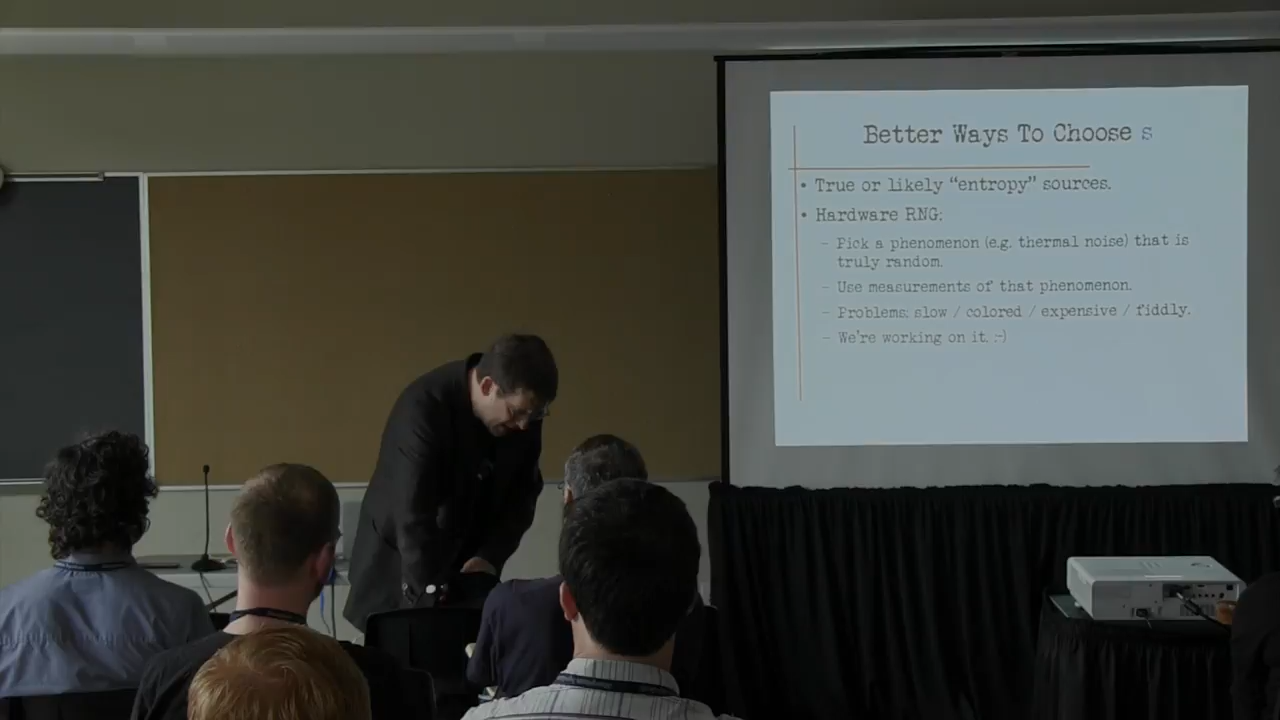 Better Ways To Choose s
• True or likely “entropy” sources.
• Hardware RNG:
– Pick a phenomenon (e.g. thermal noise) that is
truly random.
– Use measurements of that phenomenon.
– Problems: slow / colored / expensive / fiddly.
– We're working on it. :-)